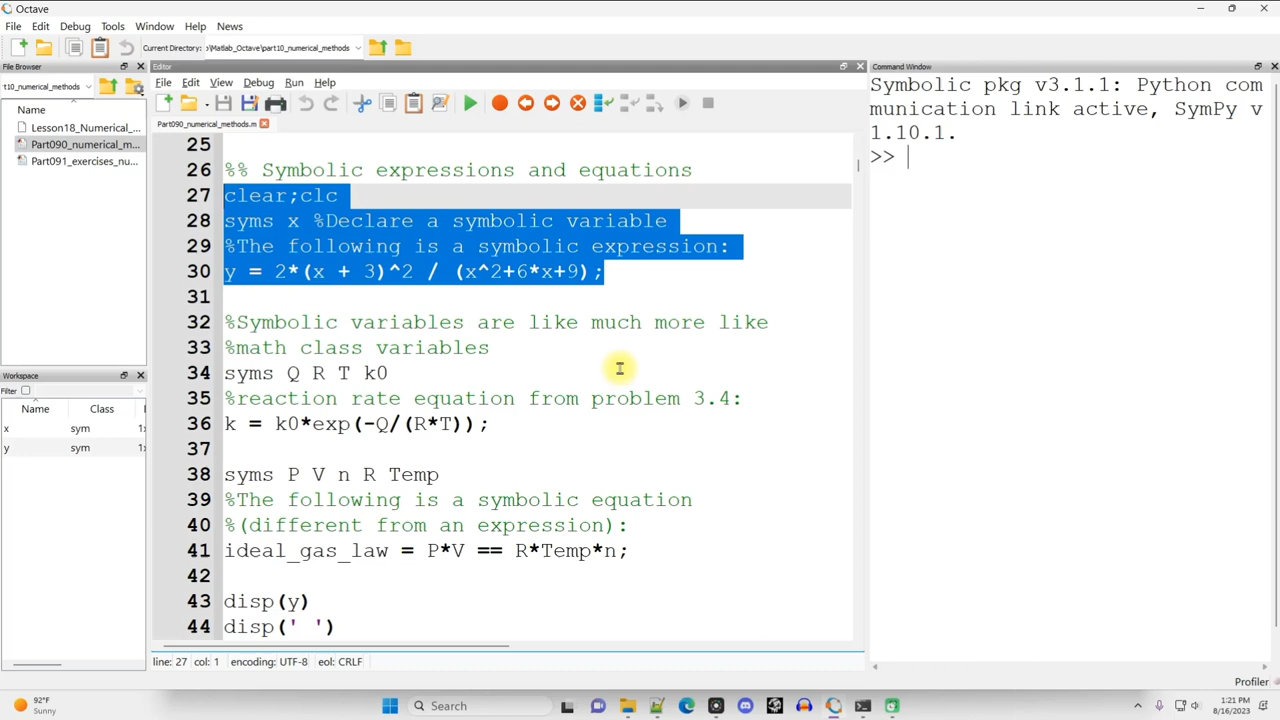 Octave
File Edit Debug Tools Window Help News
Current Directory: \Matlab_Octave\part10_numerical_methods
File Browser
t10_numerical_methods
Name
Lesson18_Numerical_...
Part090_numerical_m...
Part091_exercises_nu...
Workspace
Filter
Name Class
x sym 1x
y sym 1x
Editor
File Edit View Debug Run Help
Part090_numerical_methods.m
25
26 %% Symbolic expressions and equations
27 clear;clc
28 syms x %Declare a symbolic variable
29 %The following is a symbolic expression:
30 y = 2*(x + 3)^2 / (x^2+6*x+9);
31
32 %Symbolic variables are like much more like
33 %math class variables
34 syms Q R T k0
35 %reaction rate equation from problem 3.4:
36 k = k0*exp(-Q/(R*T));
37
38 syms P V n R Temp
39 %The following is a symbolic equation
40 %(different from an expression):
41 ideal_gas_law = P*V == R*Temp*n;
42
43 disp(y)
44 disp(' ')
line: 27 col: 1 encoding: UTF-8 eol: CRLF
Command Window
Symbolic pkg v3.1.1: Python com
munication link active, SymPy v
1.10.1.
>>
Profiler
92°F
Sunny
Search
1:21 PM
8/16/2023